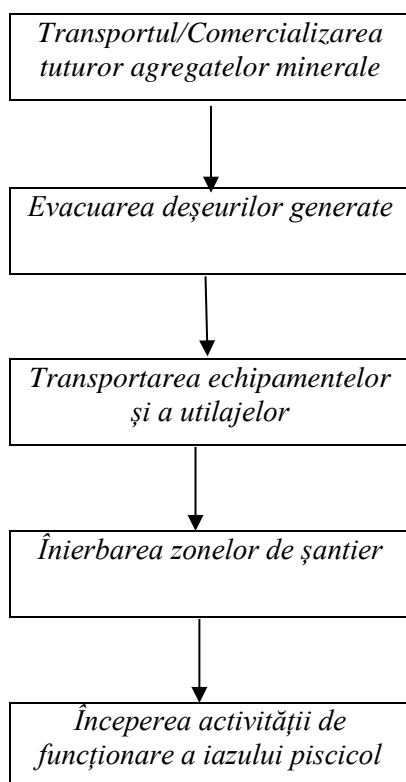 Transportul/Comercializarea
tuturor agregatelor minerale
Evacuarea deșeurilor generate
Transportarea echipamentelor
și a utilajelor
Înierbarea zonelor de șantier
Începerea activității de
funcționare a iazului piscicol